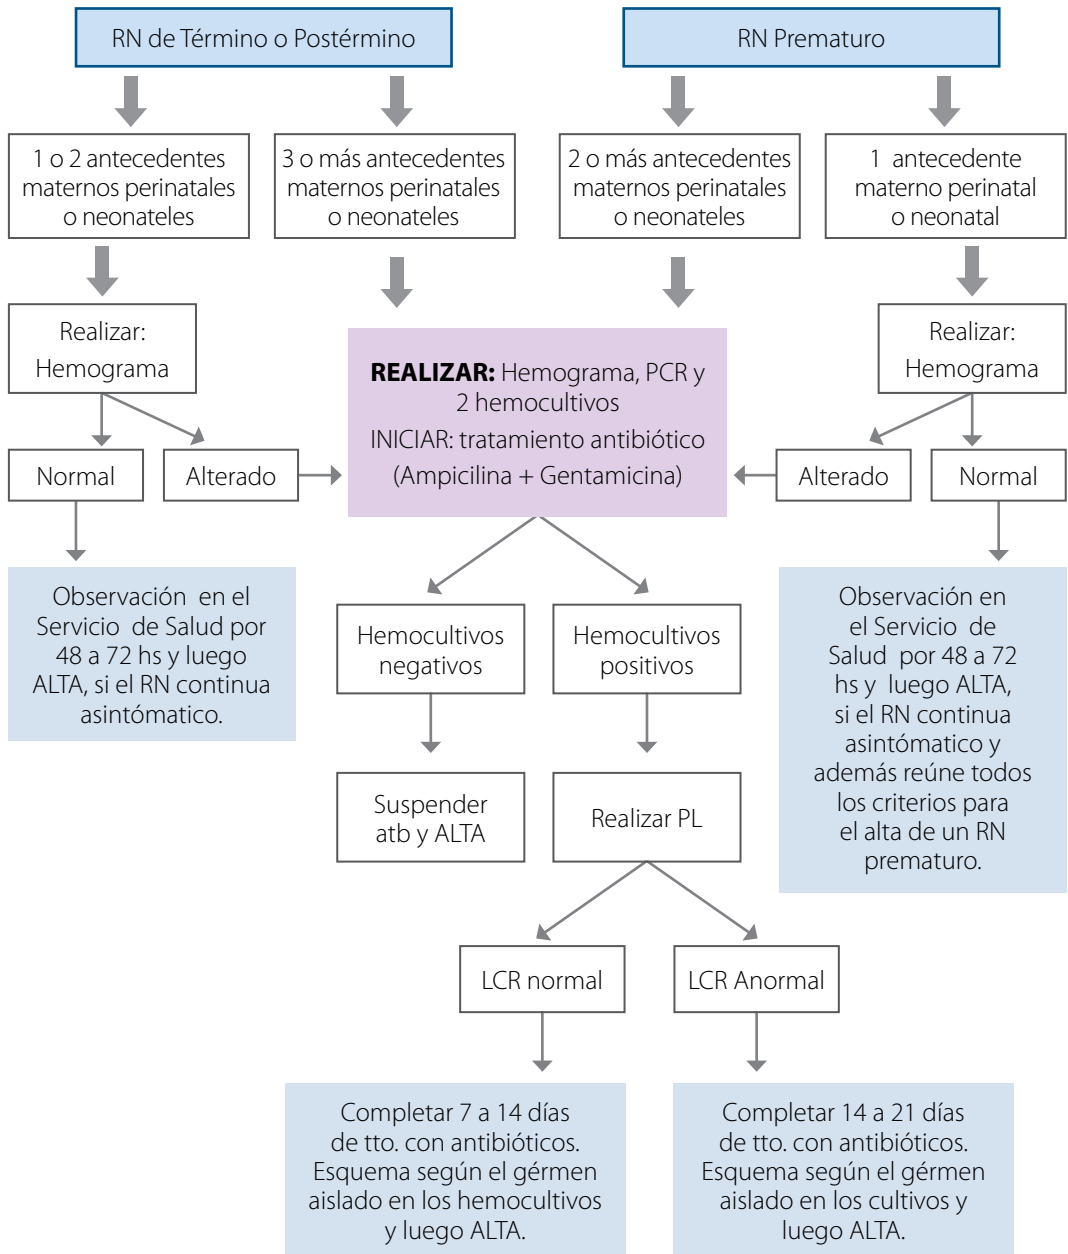 RN de Término o Postérmino
RN Prematuro
1 o 2 antecedentes
maternos perinatales
o neonateles
3 o más antecedentes
maternos perinatales
o neonateles
2 o más antecedentes
maternos perinatales
o neonateles
1 antecedente
materno perinatal
o neonatal
Realizar:
Hemograma
REALIZAR: Hemograma, PCR y
2 hemocultivos
INICIAR: tratamiento antibiótico
(Ampicilina + Gentamicina)
Realizar:
Hemograma
Normal
Alterado
Alterado
Normal
Observación en el
Servicio de Salud por
48 a 72 hs y luego
ALTA, si el RN continua
asintómatico.
Hemocultivos
negativos
Hemocultivos
positivos
Observación en
el Servicio de
Salud por 48 a 72
hs y luego ALTA,
si el RN continua
asintómatico y
además reúne todos
los criterios para
el alta de un RN
prematuro.
Suspender
atb y ALTA
Realizar PL
LCR normal
LCR Anormal
Completar 7 a 14 días
de tto. con antibióticos.
Esquema según el gérmen
aislado en los hemocultivos
y luego ALTA.
Completar 14 a 21 días
de tto. con antibióticos.
Esquema según el gérmen
aislado en los cultivos y
luego ALTA.